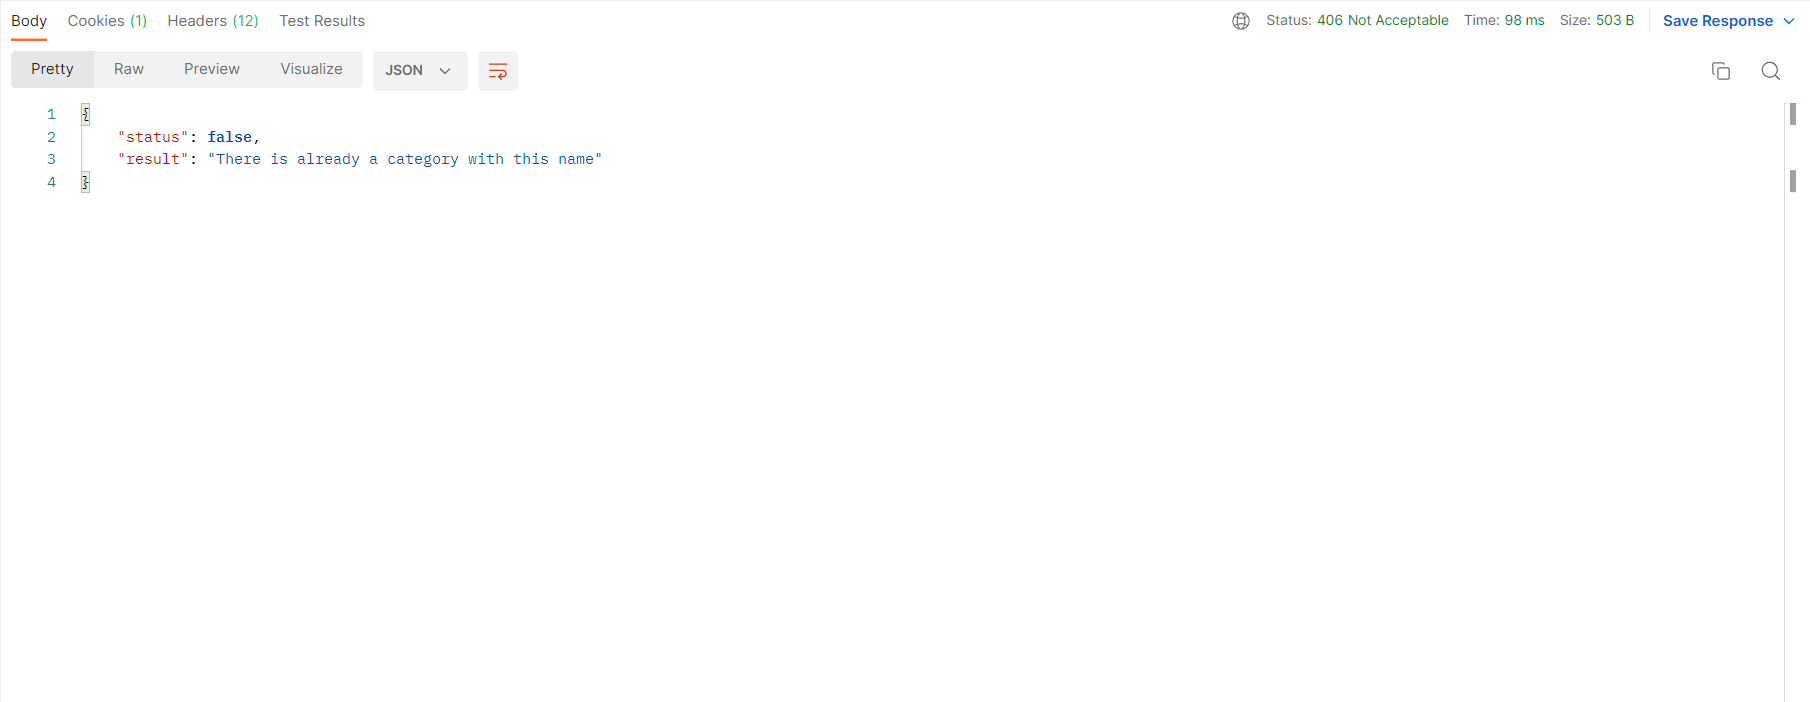 Body Cookies (1) Headers (12) Test Results Status: 406 Not Acceptable Time: 98 ms Size: 503 B Save Response
Pretty Raw Preview Visualize JSON
1 {
2 "status": false,
3 "result": "There is already a category with this name"
4 }